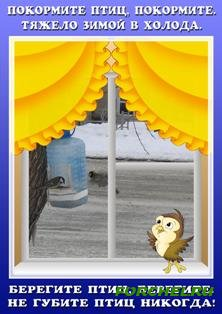 ПОКОРМИТЕ ПТИЦ, ПОКОРМИТЕ.
ТЯЖЕЛО ЗИМОЙ В ХОЛОДА.
БЕРЕГИТЕ ПТИЦ, БЕРЕГИТЕ.
НЕ ГУБИТЕ ПТИЦ НИКОГДА!